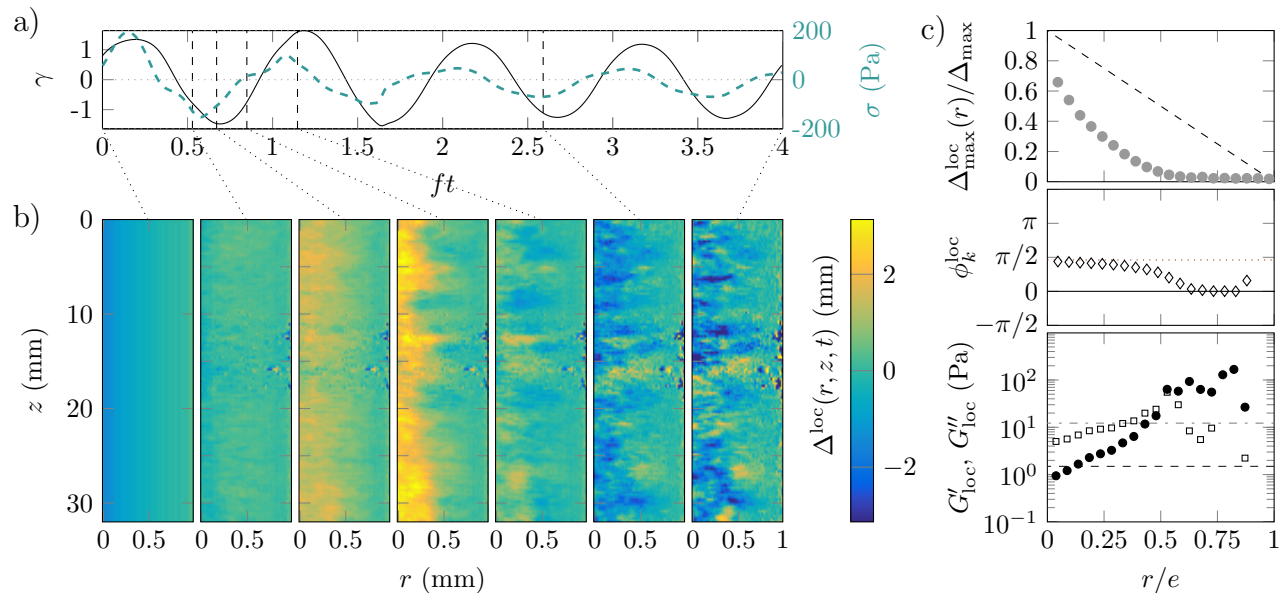 a)
γ
1
0
-1
200
0
-200
σ (Pa)
0 0.5 1 1.5 2 2.5 3 3.5 4
ft
b)
z (mm)
0
10
20
30
0 0.5 0 0.5 0 0.5 0 0.5 0 0.5 0 0.5 0 0.5 1
r (mm)
2
0
−2
Δ^loc(r, z, t) (mm)
c)
Δ^loc_max(r)/Δ_max
1
0.8
0.6
0.4
0.2
0
ϕ^loc_k
π
π/2
0
−π/2
G′_loc, G″_loc (Pa)
10^2
10^1
10^0
10^−1
0 0.25 0.5 0.75 1
r/e